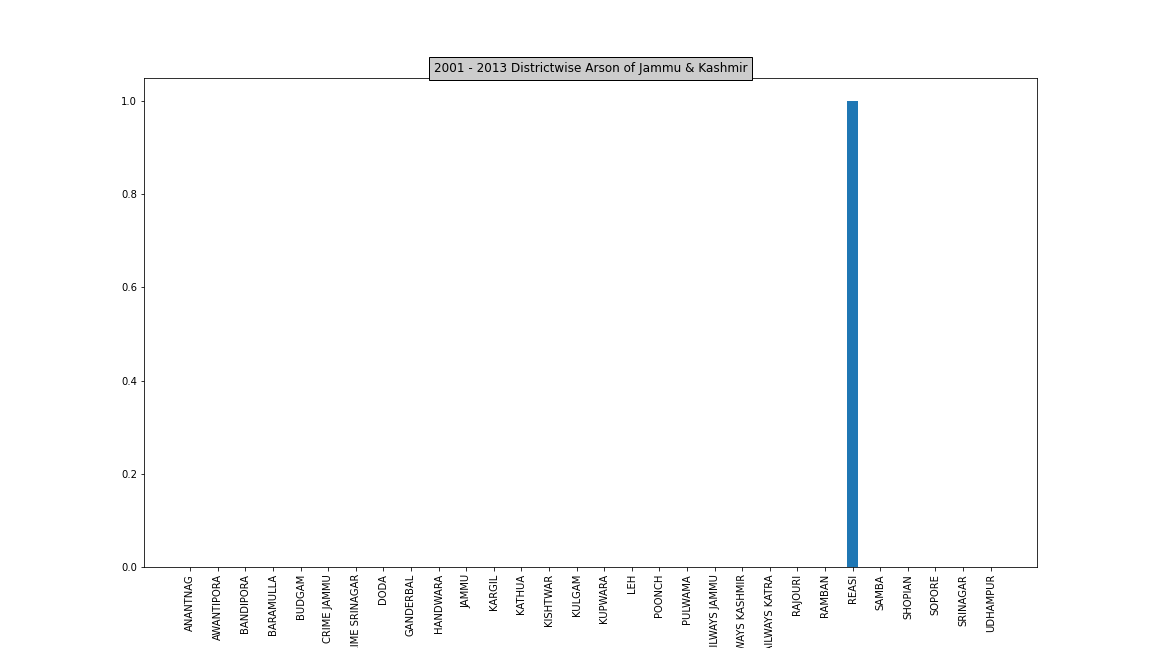 2001 - 2013 Districtwise Arson of Jammu & Kashmir
1.0
0.8
0.6
0.4
0.2
0.0
ANANTNAG
AWANTIPORA
BANDIPORA
BARAMULLA
BUDGAM
CRIME JAMMU
IME SRINAGAR
DODA
GANDERBAL
HANDWARA
JAMMU
KARGIL
KATHUA
KISHTWAR
KULGAM
KUPWARA
LEH
POONCH
PULWAMA
ILWAYS JAMMU
WAYS KASHMIR
AILWAYS KATRA
RAJOURI
RAMBAN
REASI
SAMBA
SHOPIAN
SOPORE
SRINAGAR
UDHAMPUR